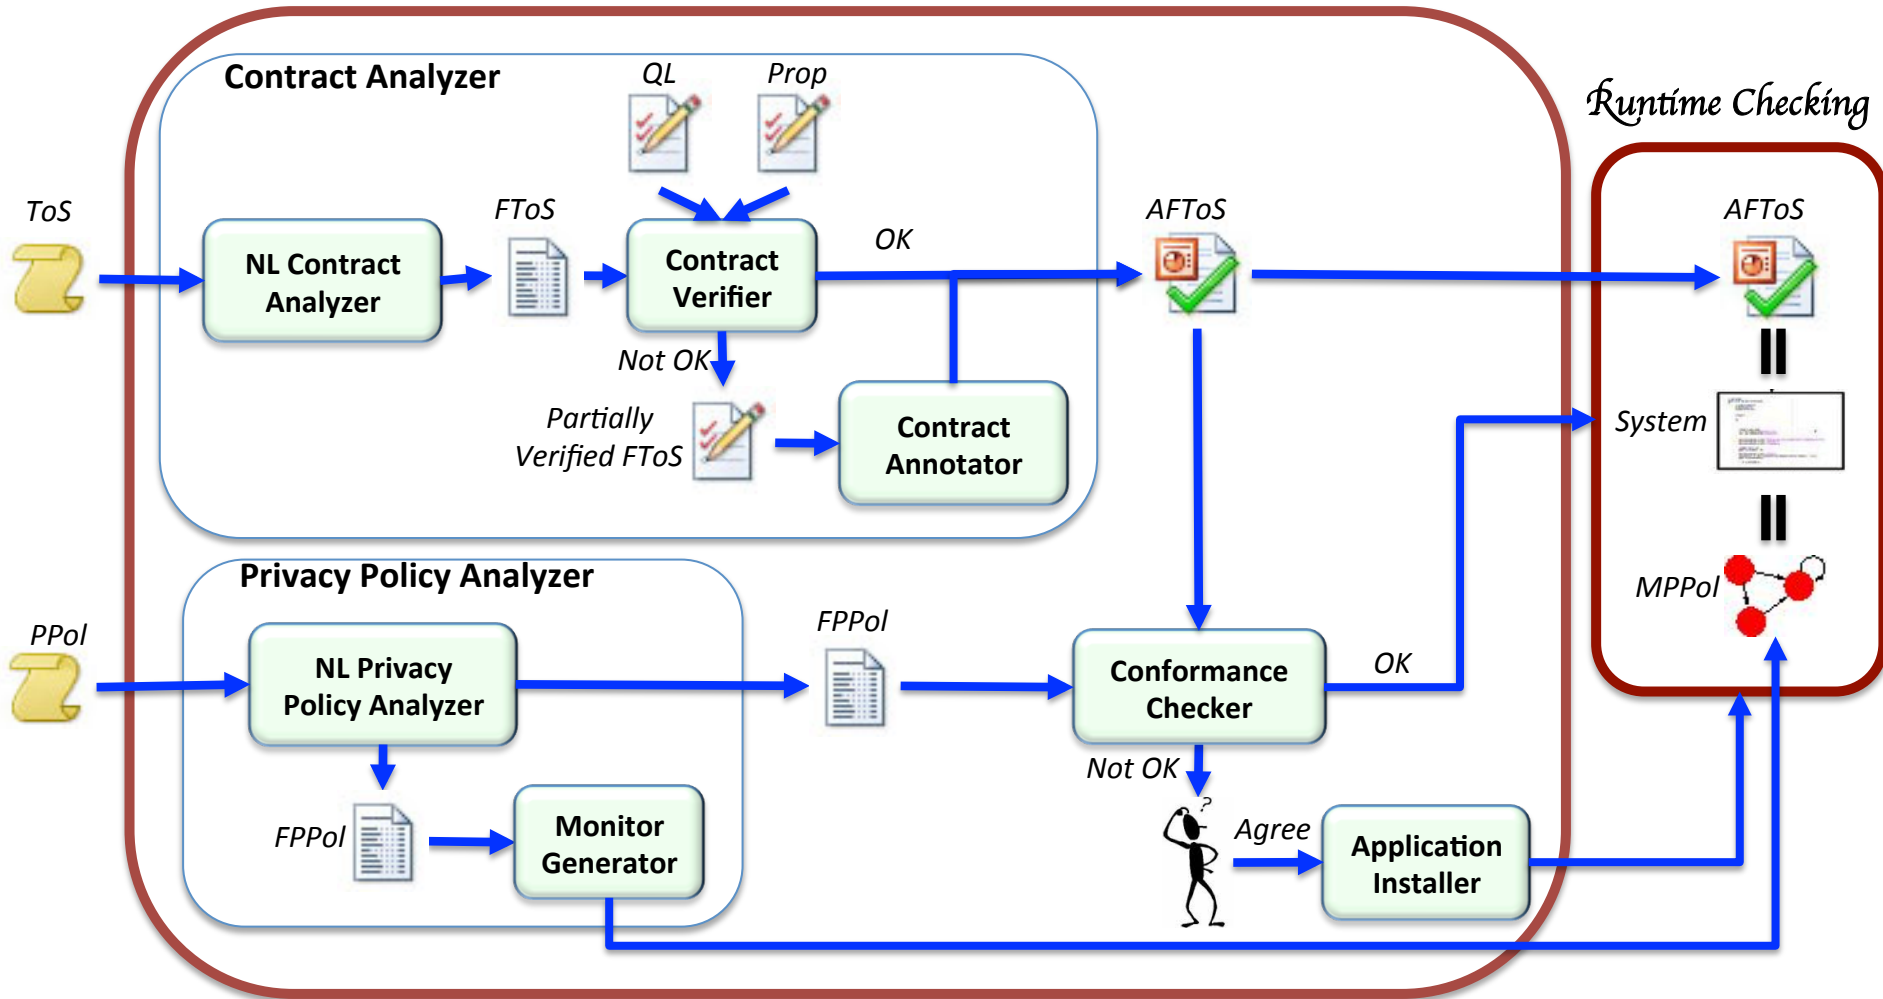 Contract Analyzer
QL
Prop
Runtime Checking
ToS
FToS
AFToS
AFToS
NL Contract
Analyzer
Contract
Verifier
OK
Not OK
Partially
Verified FToS
Contract
Annotator
System
Privacy Policy Analyzer
MPPol
PPol
FPPol
NL Privacy
Policy Analyzer
Conformance
Checker
OK
Not OK
?
FPPol
Monitor
Generator
Agree
Application
Installer